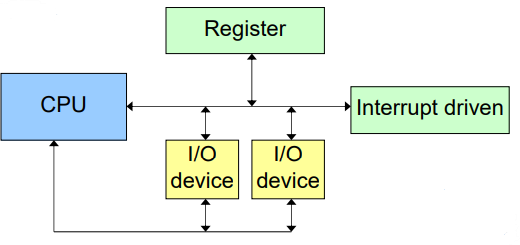 Register
CPU
Interrupt driven
I/O
device
I/O
device